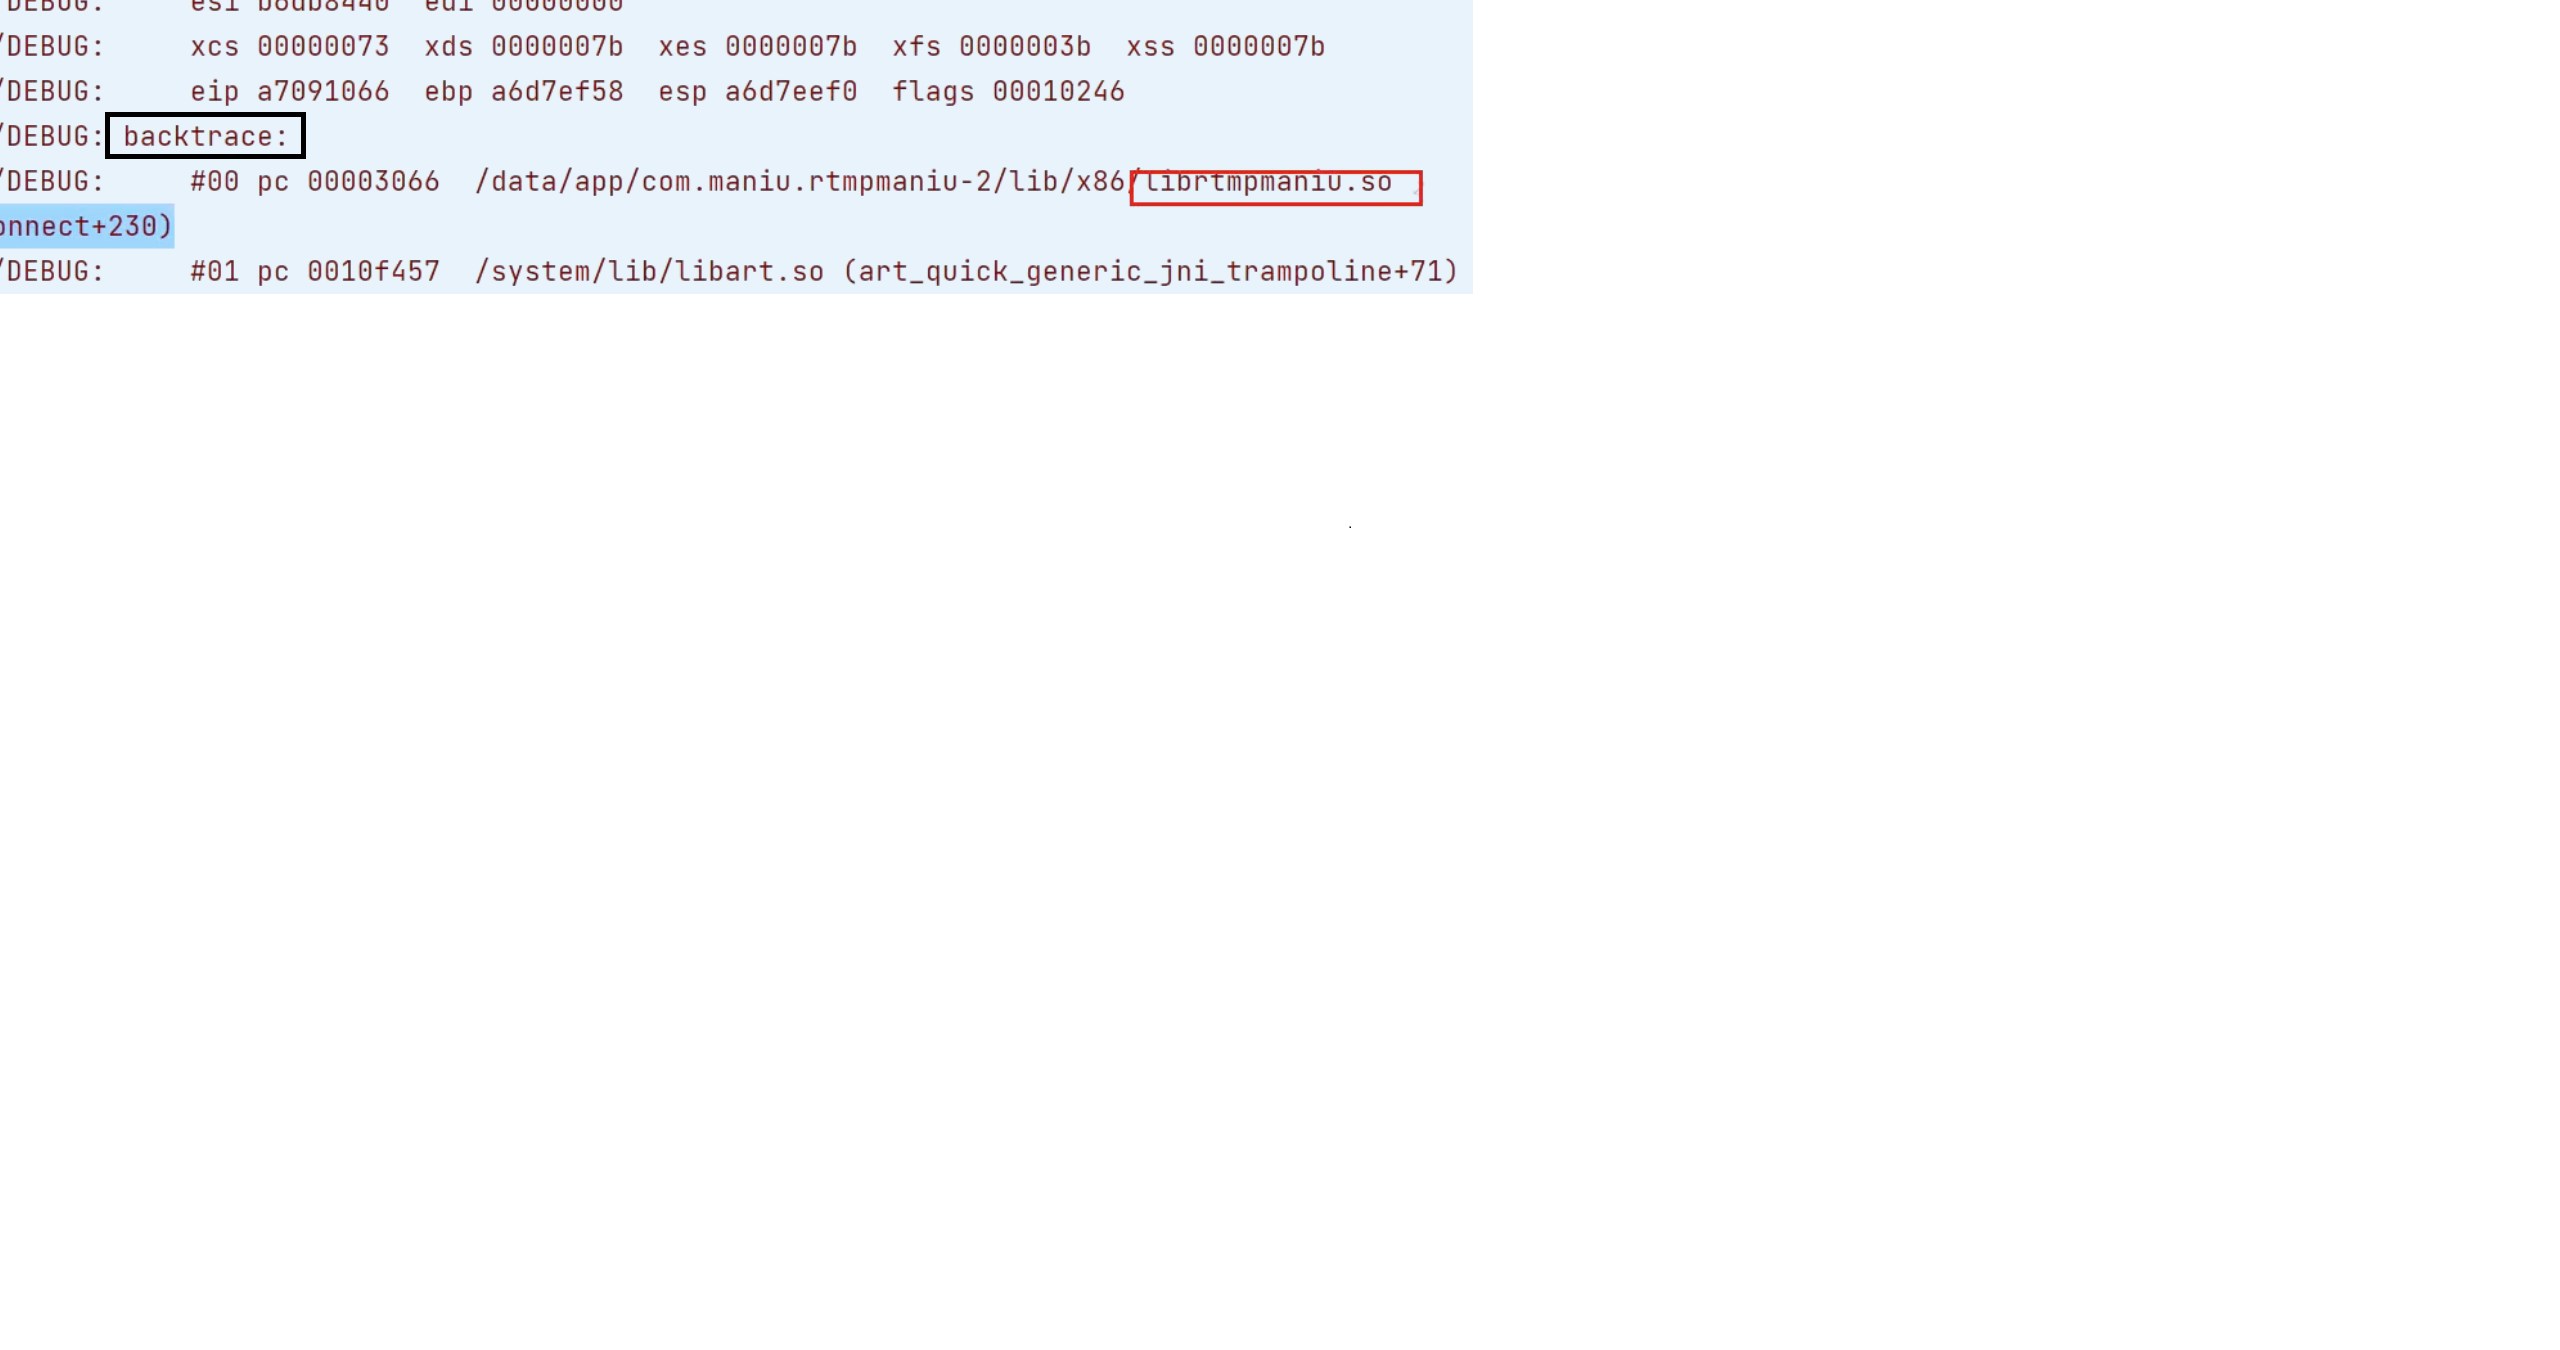 /DEBUG:     esi b6db8440  edi 00000000
/DEBUG:     xcs 00000073  xds 0000007b  xes 0000007b  xfs 0000003b  xss 0000007b
/DEBUG:     eip a7091066  ebp a6d7ef58  esp a6d7eef0  flags 00010246
/DEBUG: backtrace:
/DEBUG:     #00 pc 00003066  /data/app/com.maniu.rtmpmaniu-2/lib/x86/librtmpmaniu.so
onnect+230)
/DEBUG:     #01 pc 0010f457  /system/lib/libart.so (art_quick_generic_jni_trampoline+71)